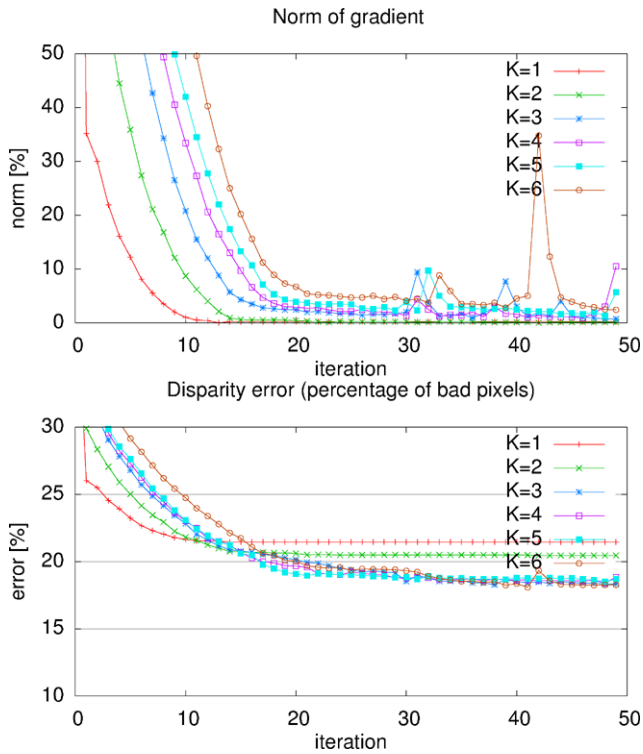 Norm of gradient
norm [%]
50
40
30
20
10
0
K=1
K=2
K=3
K=4
K=5
K=6
0 10 20 30 40 50
iteration
Disparity error (percentage of bad pixels)
error [%]
30
25
20
15
10
K=1
K=2
K=3
K=4
K=5
K=6
0 10 20 30 40 50
iteration